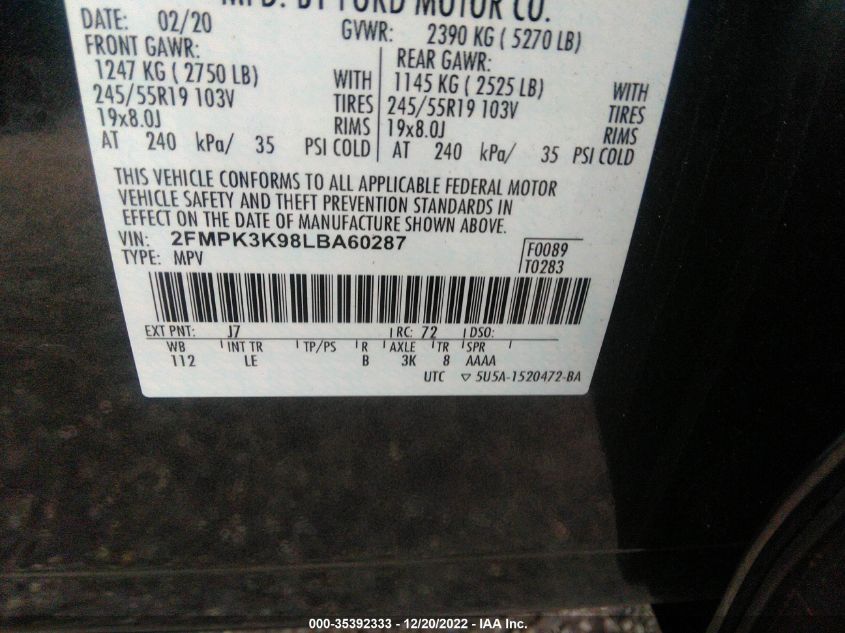 MFD. BY FORD MOTOR CO.
DATE: 02/20
GVWR: 2390 KG ( 5270 LB)
FRONT GAWR:
1247 KG ( 2750 LB) WITH
245/55R19 103V TIRES
19x8.0J RIMS
AT 240 kPa/ 35 PSI COLD
REAR GAWR:
1145 KG ( 2525 LB) WITH
245/55R19 103V TIRES
19x8.0J RIMS
AT 240 kPa/ 35 PSI COLD
THIS VEHICLE CONFORMS TO ALL APPLICABLE FEDERAL MOTOR
VEHICLE SAFETY AND THEFT PREVENTION STANDARDS IN
EFFECT ON THE DATE OF MANUFACTURE SHOWN ABOVE.
VIN: 2FMPK3K98LBA60287
TYPE: MPV
F0089
T0283
EXT PNT: J7 RC: 72 DSO:
WB INT TR TP/PS R AXLE TR SPR
112 LE B 3K 8 AAAA
UTC ▽ 5U5A-1520472-BA
000-35392333 - 12/20/2022 - IAA Inc.